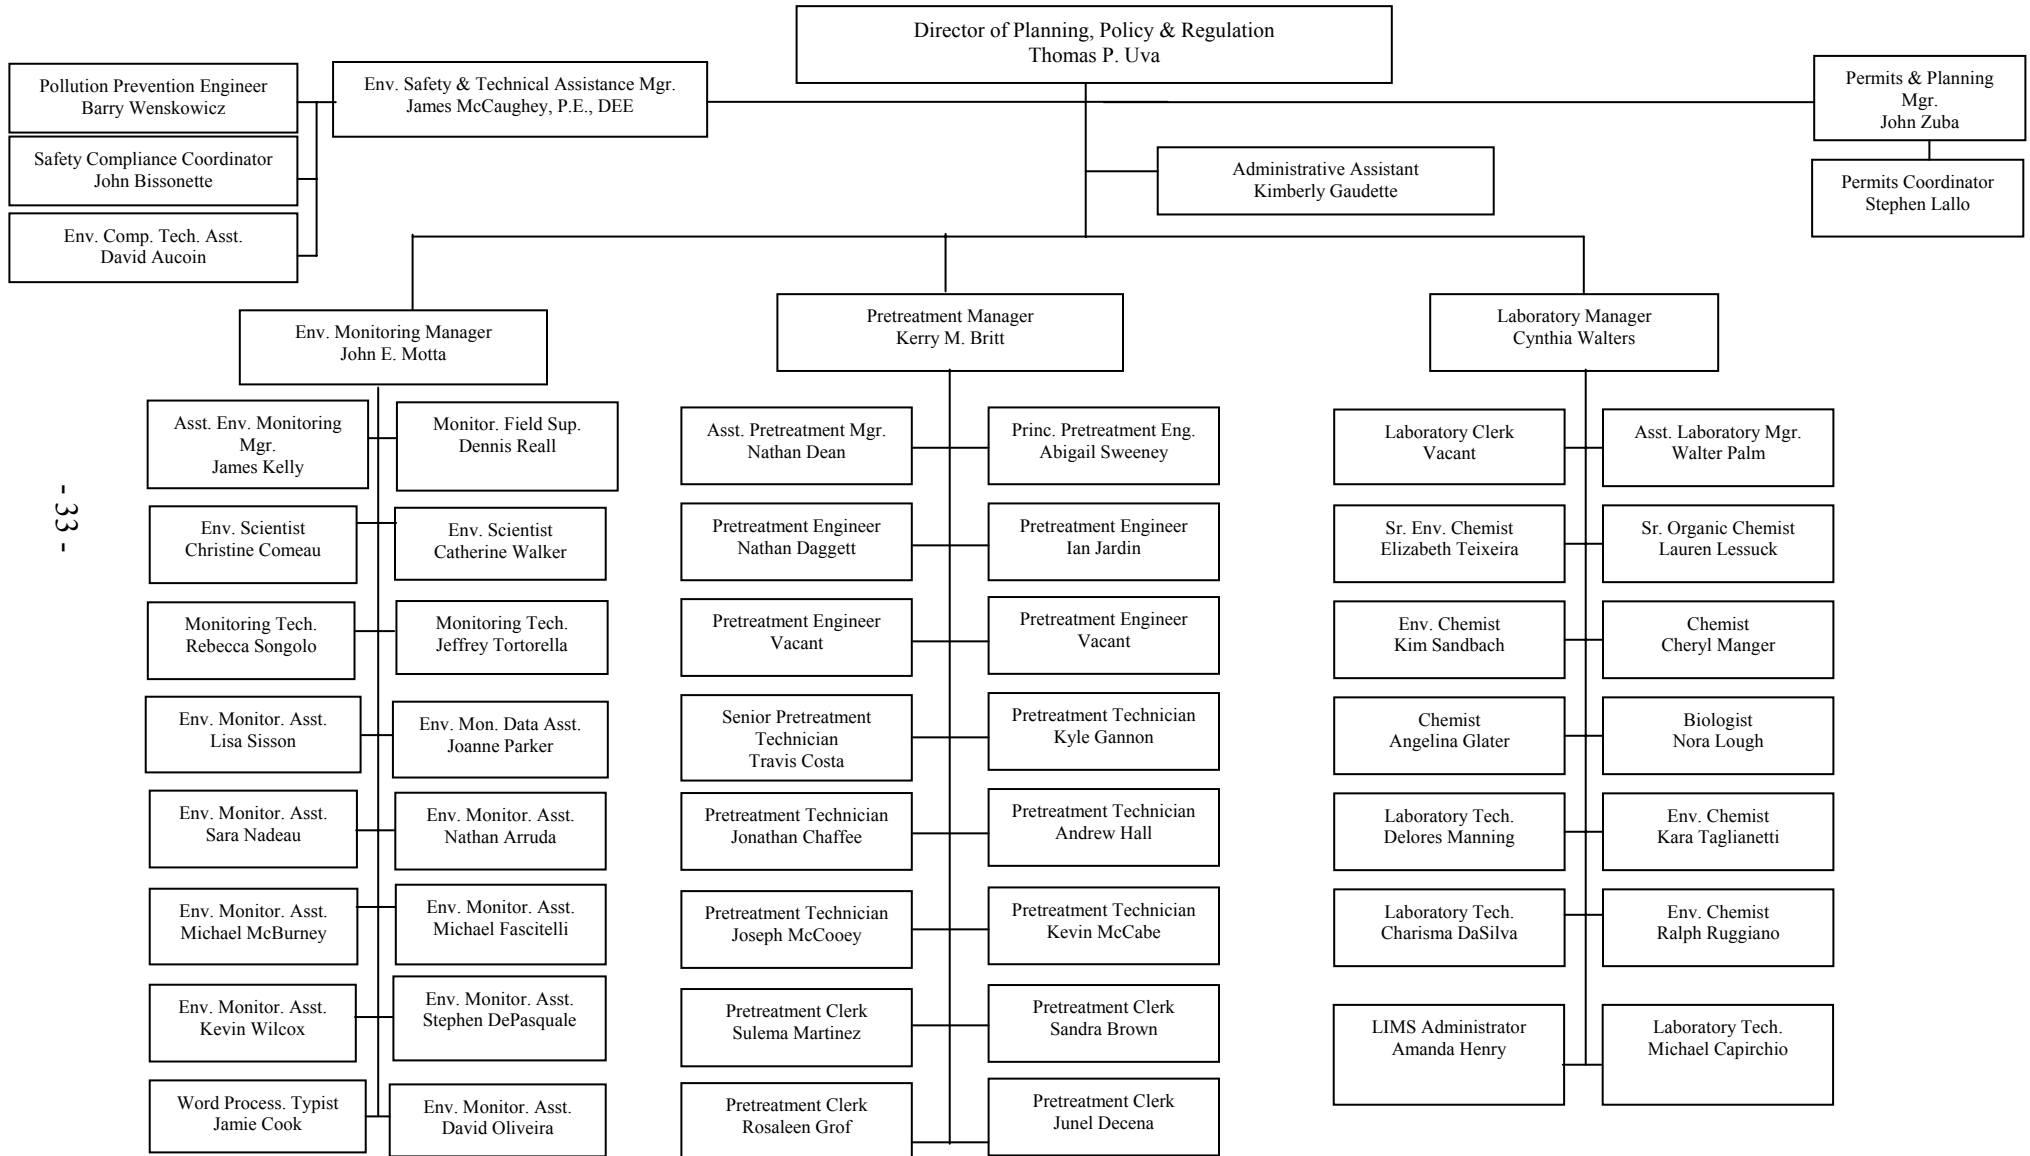 Director of Planning, Policy & Regulation
Thomas P. Uva
Pollution Prevention Engineer
Barry Wenskowicz
Env. Safety & Technical Assistance Mgr.
James McCaughey, P.E., DEE
Permits & Planning
Mgr.
John Zuba
Safety Compliance Coordinator
John Bissonette
Administrative Assistant
Kimberly Gaudette
Permits Coordinator
Stephen Lallo
Env. Comp. Tech. Asst.
David Aucoin
Env. Monitoring Manager
John E. Motta
Pretreatment Manager
Kerry M. Britt
Laboratory Manager
Cynthia Walters
Asst. Env. Monitoring
Mgr.
James Kelly
Monitor. Field Sup.
Dennis Reall
Env. Scientist
Christine Comeau
Env. Scientist
Catherine Walker
Monitoring Tech.
Rebecca Songolo
Monitoring Tech.
Jeffrey Tortorella
Env. Monitor. Asst.
Lisa Sisson
Env. Mon. Data Asst.
Joanne Parker
Env. Monitor. Asst.
Sara Nadeau
Env. Monitor. Asst.
Nathan Arruda
Env. Monitor. Asst.
Michael McBurney
Env. Monitor. Asst.
Michael Fascitelli
Env. Monitor. Asst.
Kevin Wilcox
Env. Monitor. Asst.
Stephen DePasquale
Word Process. Typist
Jamie Cook
Env. Monitor. Asst.
David Oliveira
Asst. Pretreatment Mgr.
Nathan Dean
Princ. Pretreatment Eng.
Abigail Sweeney
Pretreatment Engineer
Nathan Daggett
Pretreatment Engineer
Ian Jardin
Pretreatment Engineer
Vacant
Pretreatment Engineer
Vacant
Senior Pretreatment
Technician
Travis Costa
Pretreatment Technician
Kyle Gannon
Pretreatment Technician
Jonathan Chaffee
Pretreatment Technician
Andrew Hall
Pretreatment Technician
Joseph McCooey
Pretreatment Technician
Kevin McCabe
Pretreatment Clerk
Sulema Martinez
Pretreatment Clerk
Sandra Brown
Pretreatment Clerk
Rosaleen Grof
Pretreatment Clerk
Junel Decena
Laboratory Clerk
Vacant
Asst. Laboratory Mgr.
Walter Palm
Sr. Env. Chemist
Elizabeth Teixeira
Sr. Organic Chemist
Lauren Lessuck
Env. Chemist
Kim Sandbach
Chemist
Cheryl Manger
Chemist
Angelina Glater
Biologist
Nora Lough
Laboratory Tech.
Delores Manning
Env. Chemist
Kara Taglianetti
Laboratory Tech.
Charisma DaSilva
Env. Chemist
Ralph Ruggiano
LIMS Administrator
Amanda Henry
Laboratory Tech.
Michael Capirchio
- 33 -